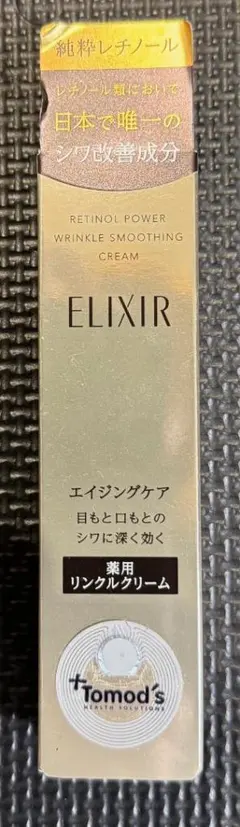 純粋レチノール
レチノール類において
日本で唯一の
シワ改善成分
RETINOL POWER
WRINKLE SMOOTHING
CREAM
ELIXIR
エイジングケア
目もと口もとの
シワに深く効く
薬用
リンクルクリーム
Tomod's
HEALTH SOLUTIONS